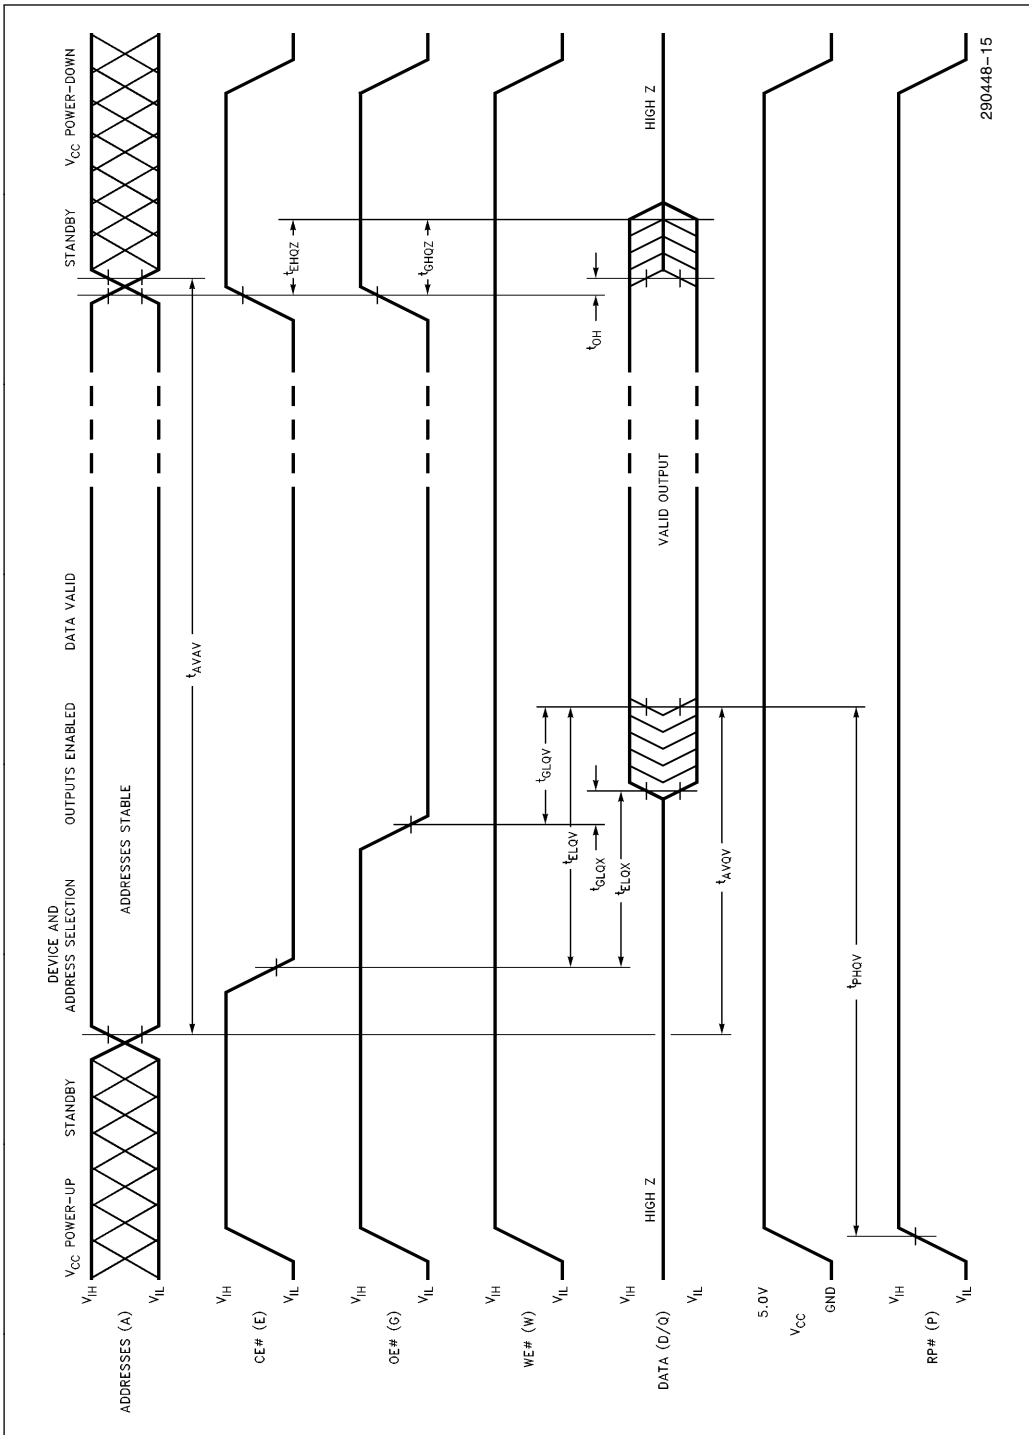 VCC POWER-UP
STANDBY
DEVICE AND
ADDRESS SELECTION
OUTPUTS ENABLED
DATA VALID
STANDBY
VCC POWER-DOWN
ADDRESSES (A)
VIH
VIL
ADDRESSES STABLE
tAVAV
CE# (E)
VIH
VIL
tEHQZ
OE# (G)
VIH
VIL
tGHQZ
WE# (W)
VIH
VIL
tGLQV
tELQV
tGLQX
tELQX
tOH
DATA (D/Q)
VIH
VIL
HIGH Z
VALID OUTPUT
HIGH Z
tAVQV
5.0V
VCC
GND
tPHQV
RP# (P)
VIH
VIL
290448-15